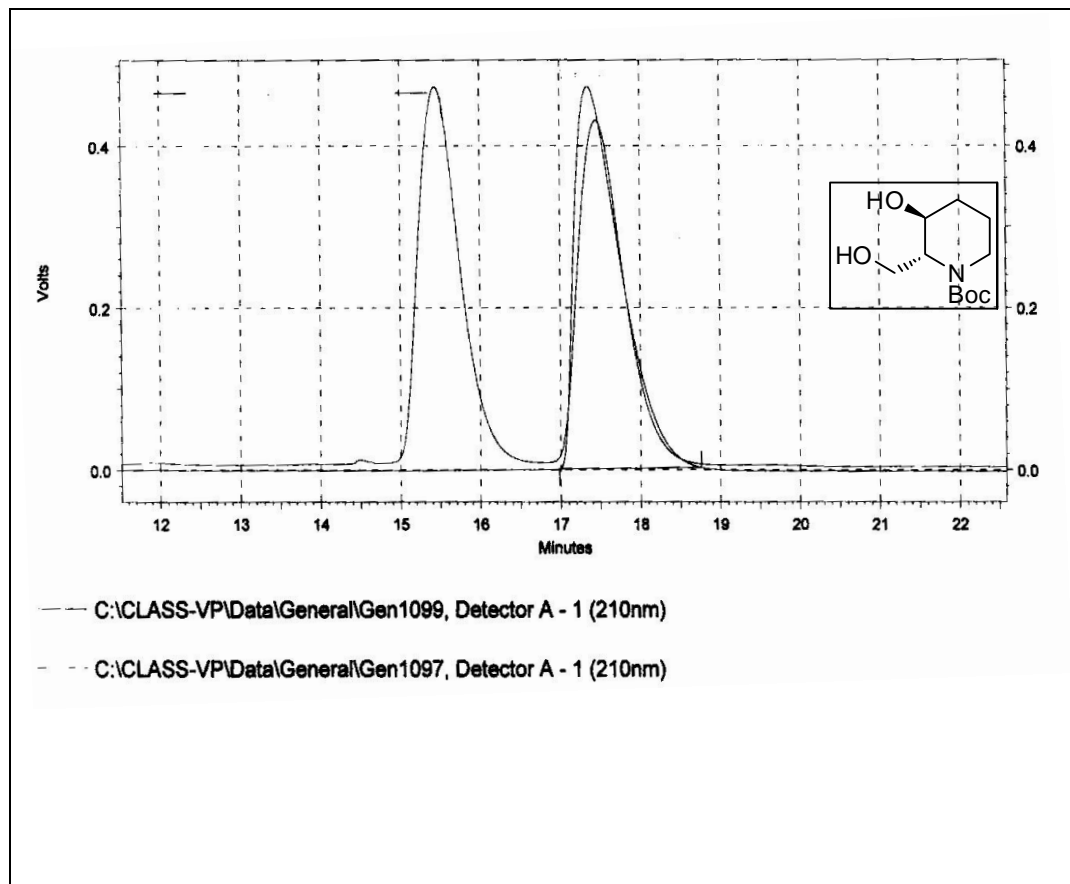 0.4
0.2
0.0
Volts
0.4
0.2
0.0
HO
HO
N
Boc
12 13 14 15 16 17 18 19 20 21 22
Minutes
C:\CLASS-VP\Data\General\Gen1099, Detector A - 1 (210nm)
C:\CLASS-VP\Data\General\Gen1097, Detector A - 1 (210nm)